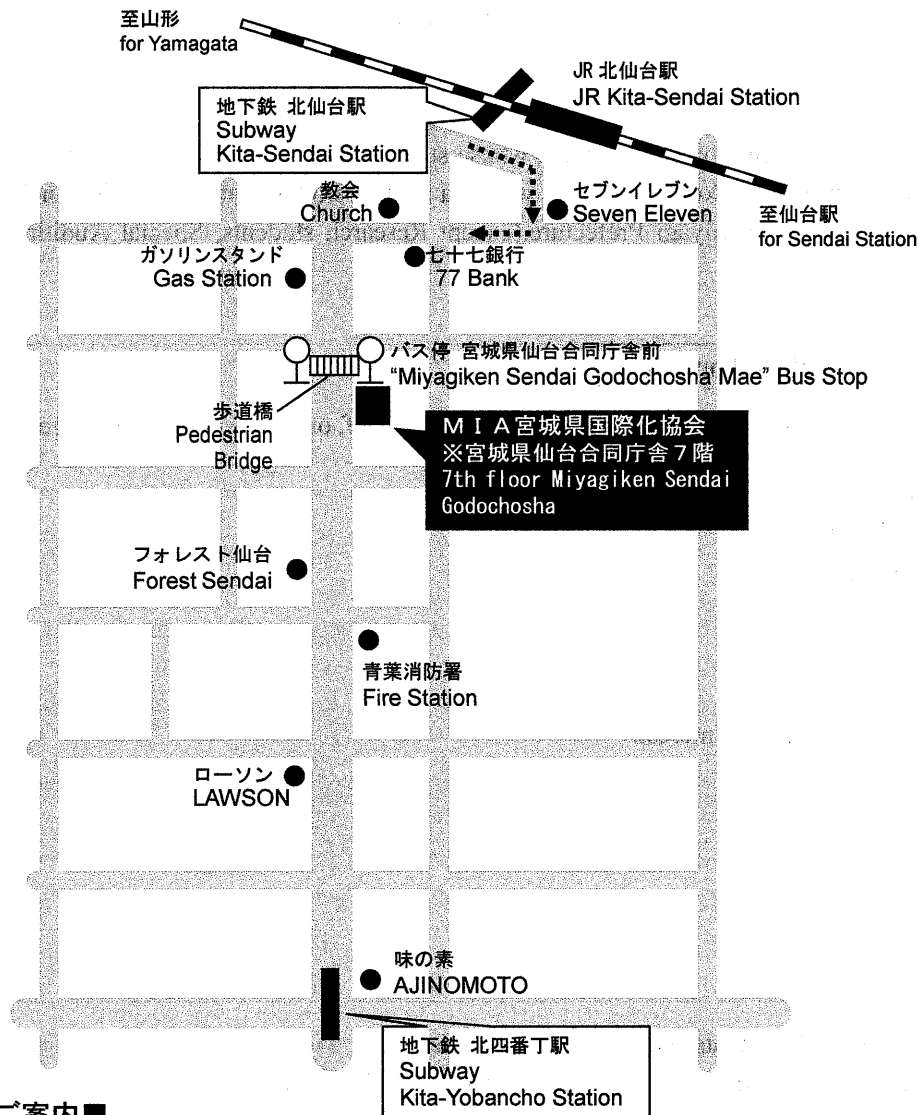 至山形
for Yamagata
JR 北仙台駅
JR Kita-Sendai Station
地下鉄 北仙台駅
Subway
Kita-Sendai Station
教会
Church
セブンイレブン
Seven Eleven
至仙台駅
for Sendai Station
ガソリンスタンド
Gas Station
七十七銀行
77 Bank
バス停 宮城県仙台合同庁舎前
“Miyagiken Sendai Godochosha Mae” Bus Stop
歩道橋
Pedestrian
Bridge
ＭＩＡ宮城県国際化協会
※宮城県仙台合同庁舎７階
7th floor Miyagiken Sendai
Godochosha
フォレスト仙台
Forest Sendai
青葉消防署
Fire Station
ローソン
LAWSON
味の素
AJINOMOTO
地下鉄 北四番丁駅
Subway
Kita-Yobancho Station
ご案内■